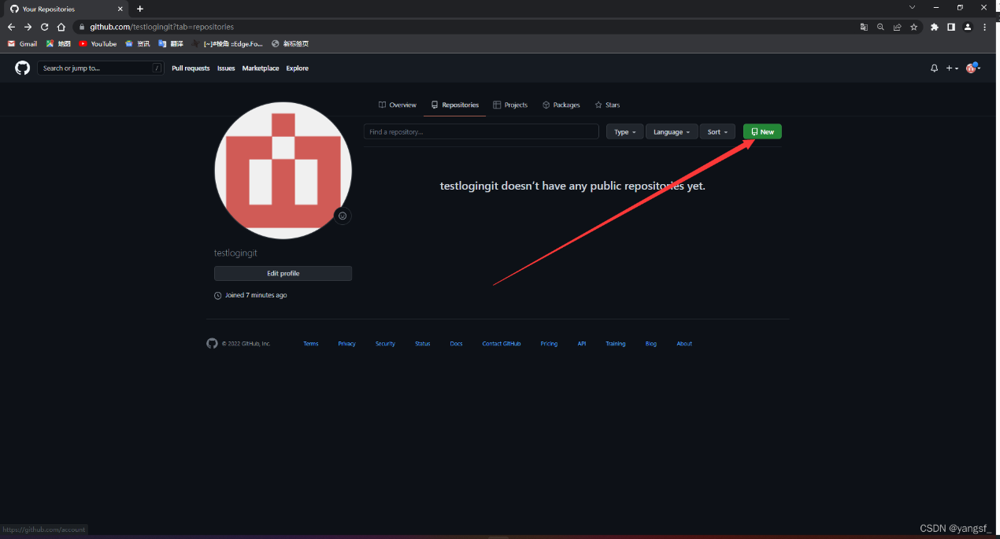 Your Repositories
github.com/testlogingit?tab=repositories
Gmail 地图 YouTube 资讯 翻译 [~]#棱角 ::Edge.Fo... 新标签页
Search or jump to... / Pull requests Issues Marketplace Explore
Overview Repositories Projects Packages Stars
Find a repository... Type Language Sort New
testlogingit doesn't have any public repositories yet.
testlogingit
Edit profile
Joined 7 minutes ago
© 2022 GitHub, Inc. Terms Privacy Security Status Docs Contact GitHub Pricing API Training Blog About
https://github.com/account
CSDN @yangsf_